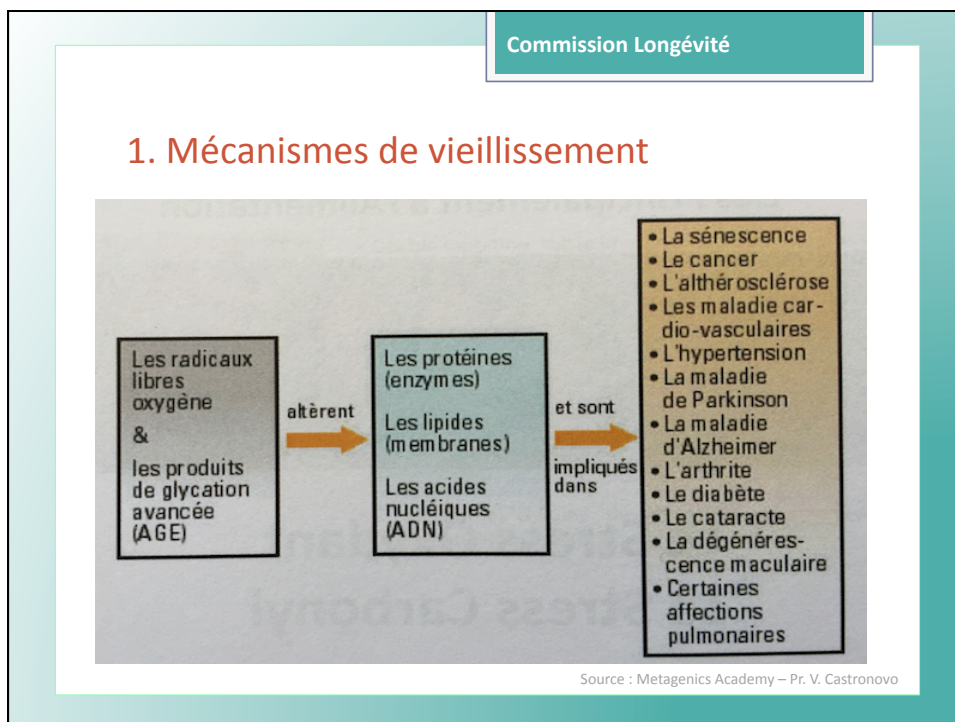 Commission Longévité
1. Mécanismes de vieillissement
Les radicaux
libres
oxygène
&
les produits
de glycation
avancée
(AGE)
altèrent
Les protéines
(enzymes)
Les lipides
(membranes)
Les acides
nucléiques
(ADN)
et sont
impliqués
dans
• La sénescence
• Le cancer
• L'althérosclérose
• Les maladie car-
dio-vasculaires
• L'hypertension
• La maladie
de Parkinson
• La maladie
d'Alzheimer
• L'arthrite
• Le diabète
• Le cataracte
• La dégénéres-
cence maculaire
• Certaines
affections
pulmonaires
Source : Metagenics Academy – Pr. V. Castronovo